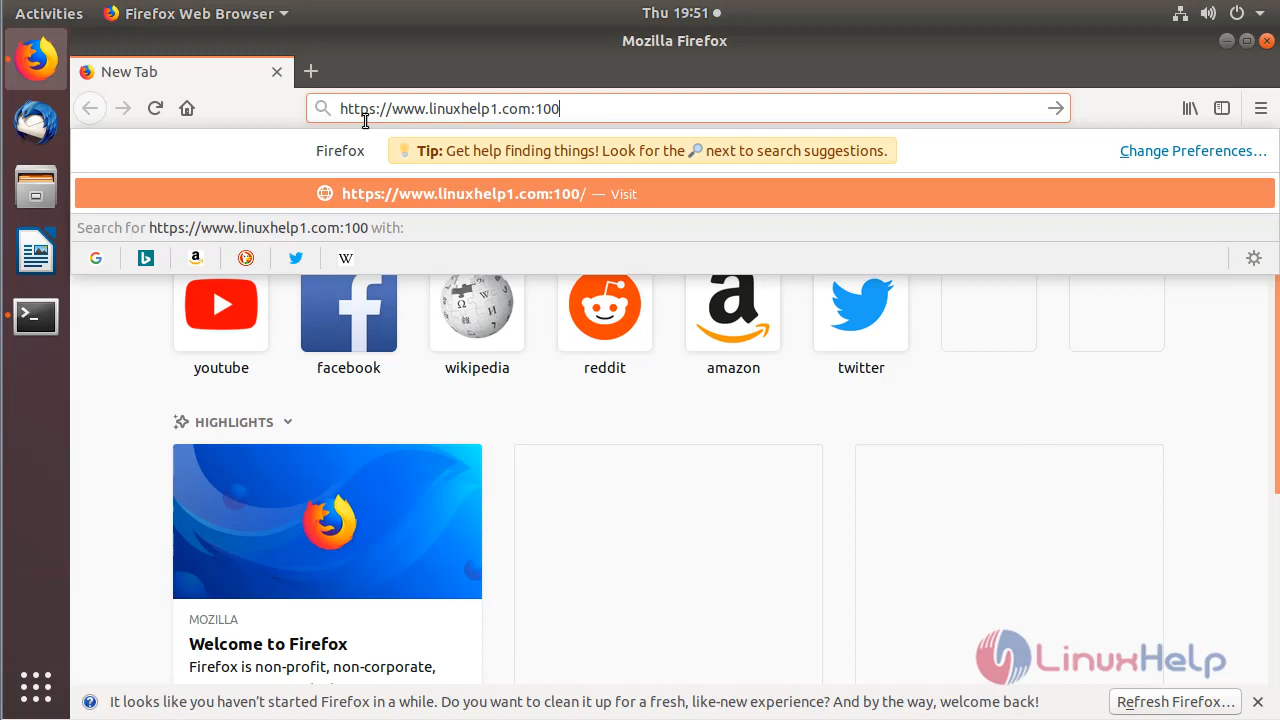 Activities Firefox Web Browser Thu 19:51
Mozilla Firefox
New Tab
https://www.linuxhelp1.com:100
Firefox Tip: Get help finding things! Look for the 🔎 next to search suggestions. Change Preferences…
https://www.linuxhelp1.com:100/ — Visit
Search for https://www.linuxhelp1.com:100 with:
G b a W
youtube facebook wikipedia reddit amazon twitter
HIGHLIGHTS
MOZILLA
Welcome to Firefox
Firefox is non-profit, non-corporate,
LinuxHelp
It looks like you haven’t started Firefox in a while. Do you want to clean it up for a fresh, like-new experience? And by the way, welcome back! Refresh Firefox…